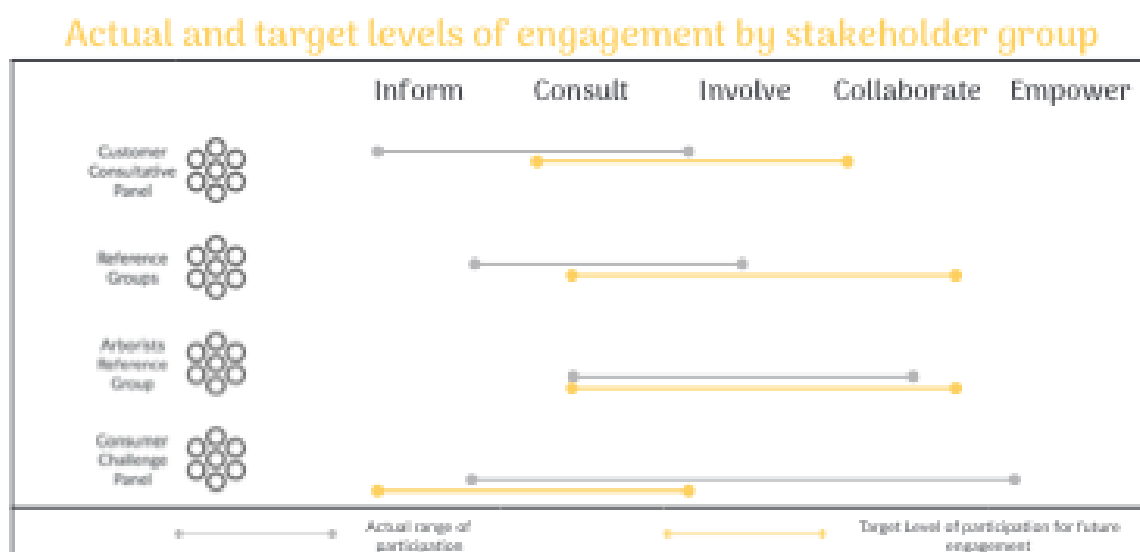 Actual and target levels of engagement by stakeholder group
Inform Consult Involve Collaborate Empower
Customer
Consultative
Panel
Reference
Groups
Arborists
Reference
Group
Consumer
Challenge
Panel
Actual range of
participation
Target Level of participation for future
engagement